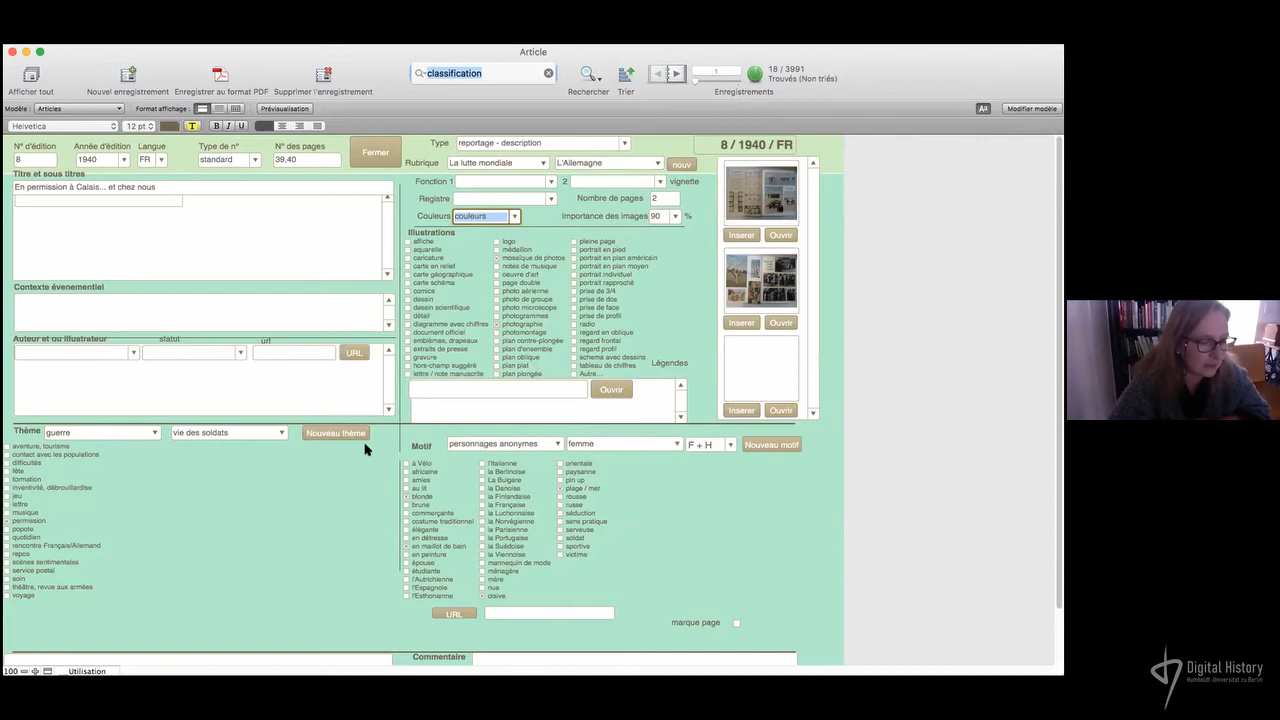 Article
classification
18 / 3991
Trouvés (Non triés)
1
Afficher tout
Nouvel enregistrement
Enregistrer au format PDF
Supprimer l'enregistrement
Rechercher
Trier
Enregistrements
Modèle :
Articles
Format affichage :
Prévisualisation
Aa
Modifier modèle
Helvetica
12 pt
T
B
I
U
N° d'édition
Année d'édition
Langue
Type de n°
N° des pages
8
1940
FR
standard
39,40
Fermer
Type
reportage - description
8 / 1940 / FR
Rubrique
La lutte mondiale
L'Allemagne
nouv
Titre et sous titres
En permission à Calais... et chez nous
Fonction 1
2
vignette
Registre
Nombre de pages
2
Couleurs
couleurs
Importance des images
90
%
Inserer
Ouvrir
Inserer
Ouvrir
Inserer
Ouvrir
Illustrations
affiche
aquarelle
caricature
carte en relief
carte géographique
carte schéma
comics
dessin
dessin scientifique
détail
diagramme avec chiffres
document officiel
emblèmes, drapeaux
extraits de presse
gravure
hors-champ suggéré
lettre / note manuscrite
logo
médaillon
mosaïque de photos
notes de musique
oeuvre d'art
page double
photo aérienne
photo de groupe
photo microscope
photogrammes
photographie
photomontage
plan contre-plongée
plan d'ensemble
plan oblique
plan plat
plan plongée
pleine page
portrait en pied
portrait en plan américain
portrait en plan moyen
portrait individuel
portrait rapproché
prise de 3/4
prise de dos
prise de face
prise de profil
radio
regard en oblique
regard frontal
regard profil
schema avec dessins
tableau de chiffres
Autre...
Légendes
Ouvrir
Contexte évenementiel
Auteur et ou illustrateur
statut
url
URL
Thème
guerre
vie des soldats
Nouveau thème
aventure, tourisme
contact avec les populations
difficultés
fête
formation
inventivité, débrouillardise
jeu
lettre
musique
permission
popote
quotidien
rencontre Français/Allemand
repos
scènes sentimentales
service postal
soin
théâtre, revue aux armées
voyage
Motif
personnages anonymes
femme
F + H
Nouveau motif
à Vélo
africaine
amies
au lit
blonde
brune
commerçante
costume traditionnel
élégante
en détresse
en maillot de bain
en peinture
épouse
étudiante
l'Autrichienne
l'Espagnole
l'Esthonienne
l'Italienne
la Berlinoise
La Bulgare
la Danoise
la Finlandaise
la Française
la Luchonnaise
la Norvégienne
la Parisienne
la Portugaise
la Suédoise
la Viennoise
mannequin de mode
ménagère
mère
nue
oisive
orientale
paysanne
pin up
plage / mer
rousse
russe
séduction
sens pratique
serveuse
soldat
sportive
victime
URL
marque page
Commentaire
100
Utilisation
Digital History
Humboldt-Universität zu Berlin